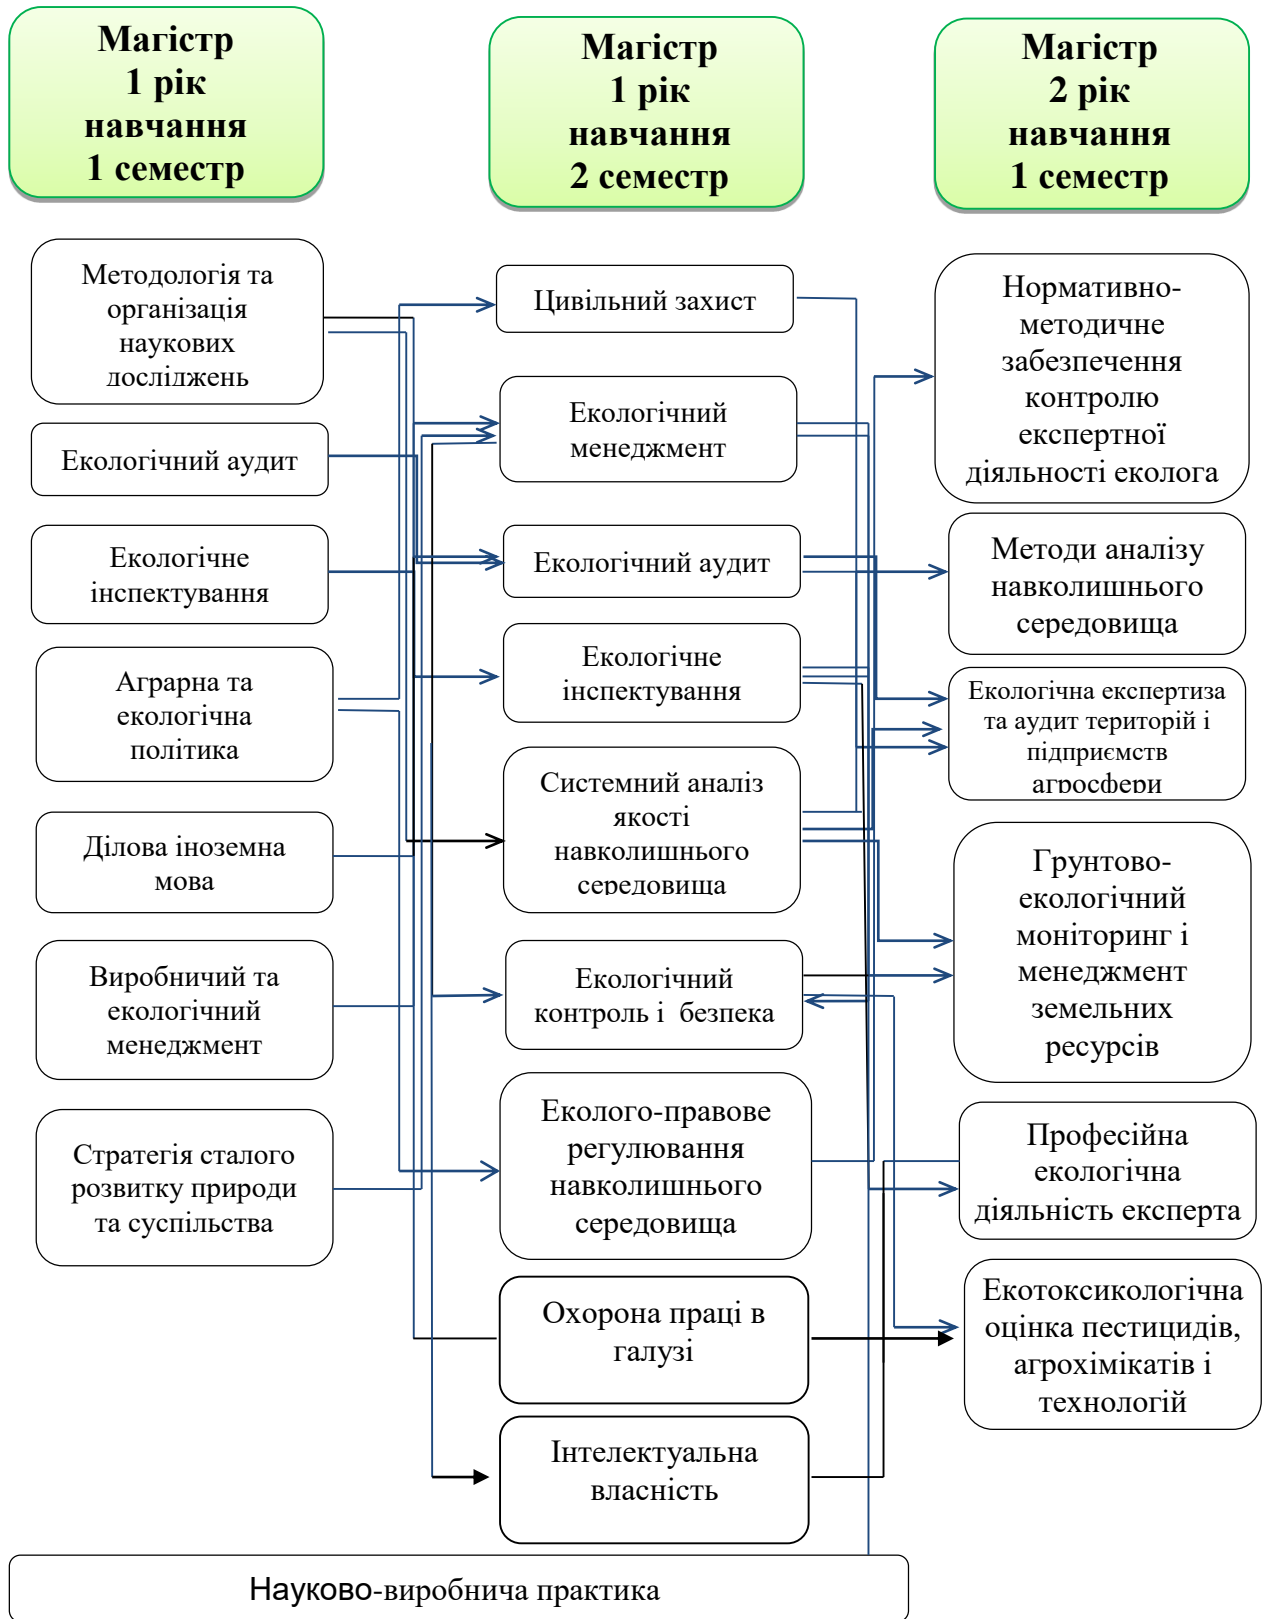 Магістр
1 рік
навчання
1 семестр
Магістр
1 рік
навчання
2 семестр
Магістр
2 рік
навчання
1 семестр
Методологія та
організація
наукових
досліджень
Екологічний аудит
Екологічне
інспектування
Аграрна та
екологічна
політика
Ділова іноземна
мова
Виробничий та
екологічний
менеджмент
Стратегія сталого
розвитку природи
та суспільства
Цивільний захист
Екологічний
менеджмент
Екологічний аудит
Екологічне
інспектування
Системний аналіз
якості
навколишнього
середовища
Екологічний
контроль і безпека
Еколого-правове
регулювання
навколишнього
середовища
Охорона праці в
галузі
Інтелектуальна
власність
Нормативно-
методичне
забезпечення
контролю
експертної
діяльності еколога
Методи аналізу
навколишнього
середовища
Екологічна експертиза
та аудит територій і
підприємств
агросфери
Грунтово-
екологічний
моніторинг і
менеджмент
земельних
ресурсів
Професійна
екологічна
діяльність експерта
Екотоксикологічна
оцінка пестицидів,
агрохімікатів і
технологій
Науково-виробнича практика